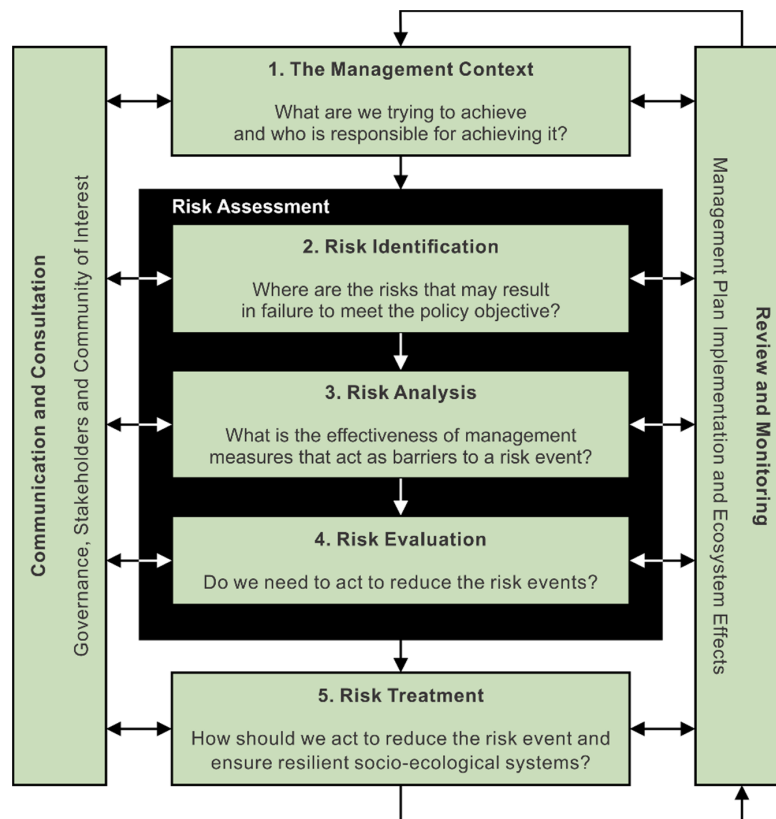 1. The Management Context
What are we trying to achieve
and who is responsible for achieving it?
Risk Assessment
2. Risk Identification
Where are the risks that may result
in failure to meet the policy objective?
3. Risk Analysis
What is the effectiveness of management
measures that act as barriers to a risk event?
4. Risk Evaluation
Do we need to act to reduce the risk events?
5. Risk Treatment
How should we act to reduce the risk event and
ensure resilient socio-ecological systems?
Communication and Consultation
Governance, Stakeholders and Community of Interest
Review and Monitoring
Management Plan Implementation and Ecosystem Effects